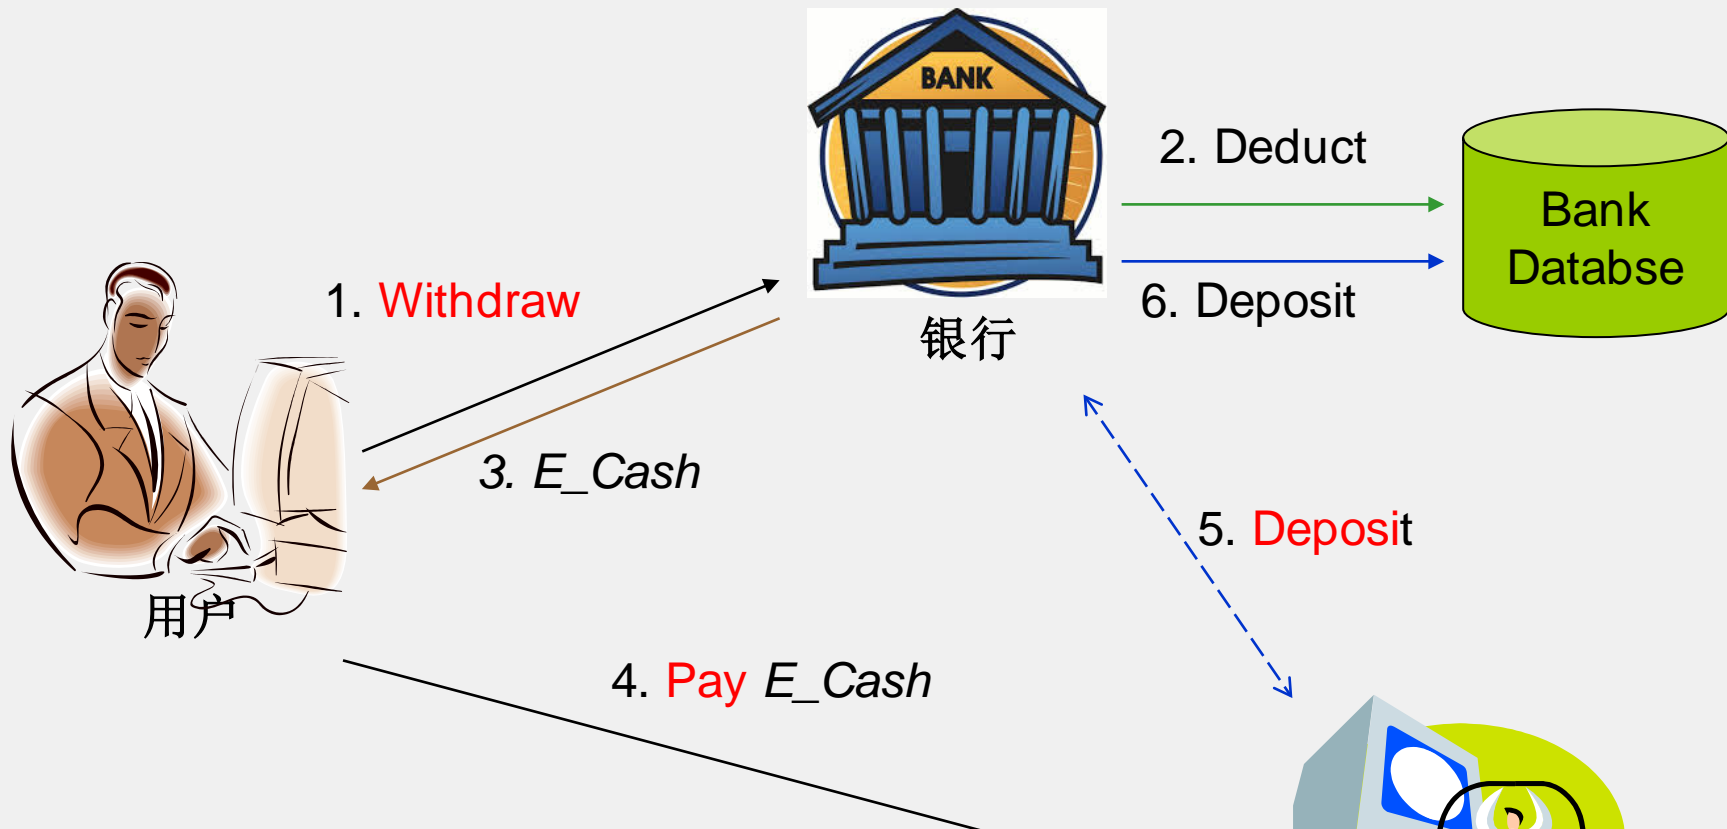 BANK
2. Deduct
Bank
Databse
1. Withdraw
6. Deposit
银行
3. E_Cash
5. Deposit
用户
4. Pay E_Cash